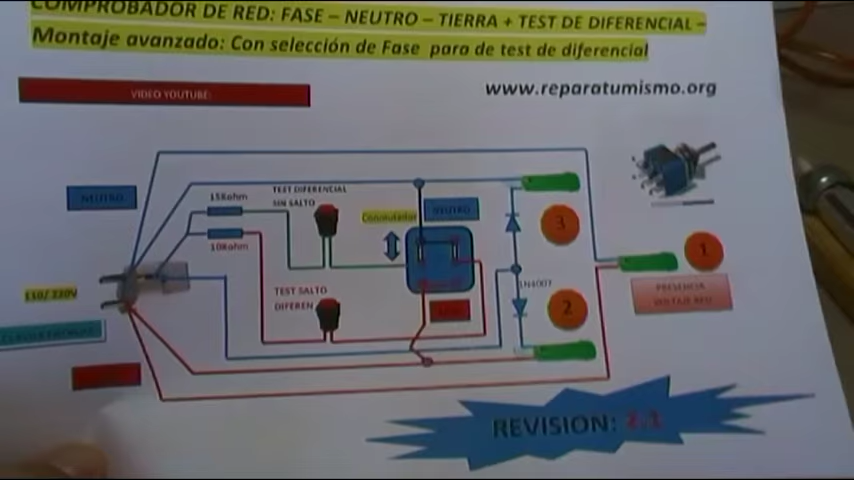 COMPROBADOR DE RED: FASE – NEUTRO – TIERRA + TEST DE DIFERENCIAL –
Montaje avanzado: Con selección de Fase para de test de diferencial
VIDEO YOUTUBE:
www.reparatumismo.org
NEUTRO
15Kohm
TEST DIFERENCIAL
SIN SALTO
Conmutador
NEUTRO
3
1
10Kohm
110/ 220V
TEST SALTO
DIFEREN
1N4007
2
PRESENCIA
VOLTAJE RED
REVISION: 2.1